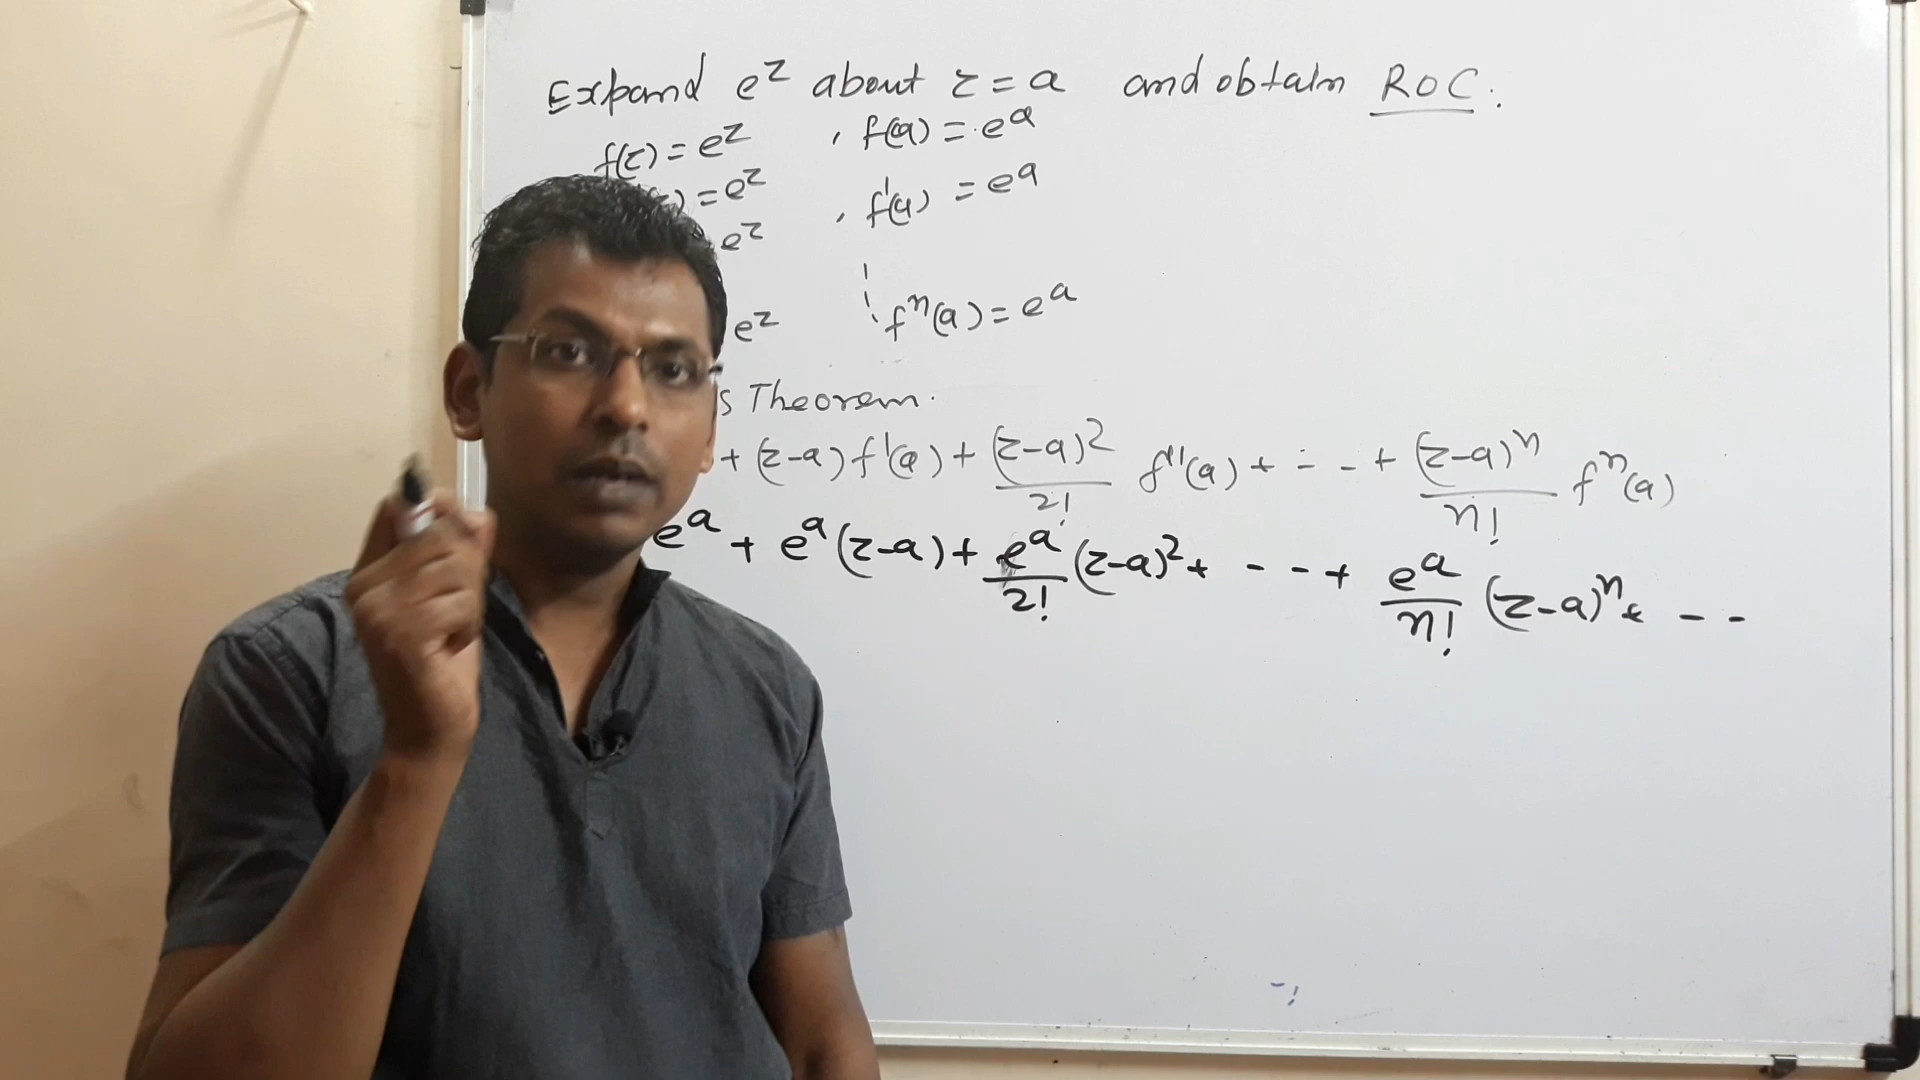 Expand e^z about z = a and obtain ROC.
f(z) = e^z , f(a) = e^a
(z) = e^z , f'(a) = e^a
e^z
e^z f^n(a) = e^a
s Theorem.
+ (z-a) f'(a) + (z-a)^2/2! f''(a) + - - + (z-a)^n/n! f^n(a)
e^a + e^a (z-a) + e^a/2! (z-a)^2 + - - - + e^a/n! (z-a)^n + - - -